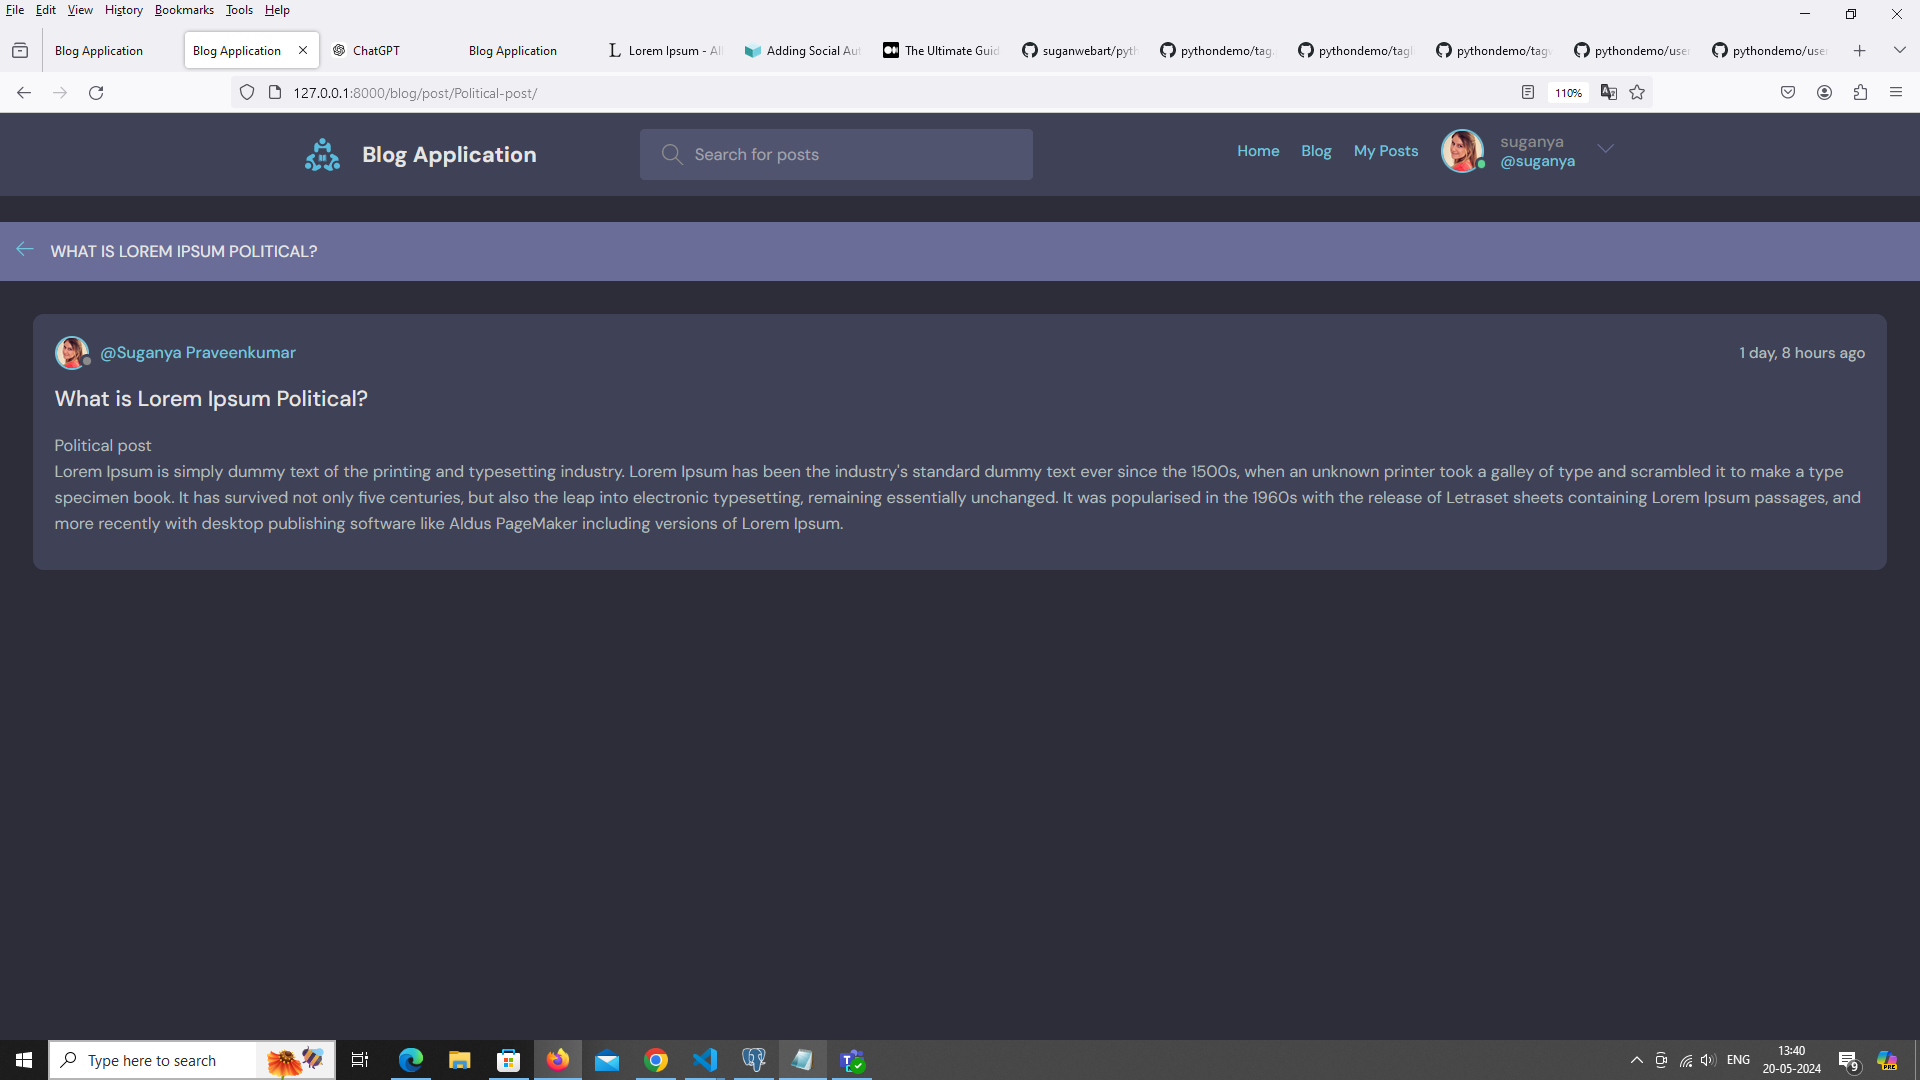 File Edit View History Bookmarks Tools Help
Blog Application
Blog Application
ChatGPT
Blog Application
Lorem Ipsum - All
Adding Social Aut
The Ultimate Guid
suganwebart/pyth
pythondemo/tag
pythondemo/tag
pythondemo/tag
pythondemo/user
pythondemo/user
127.0.0.1:8000/blog/post/Political-post/
110%
Blog Application
Search for posts
Home Blog My Posts
suganya
@suganya
WHAT IS LOREM IPSUM POLITICAL?
@Suganya Praveenkumar
1 day, 8 hours ago
What is Lorem Ipsum Political?
Political post
Lorem Ipsum is simply dummy text of the printing and typesetting industry. Lorem Ipsum has been the industry's standard dummy text ever since the 1500s, when an unknown printer took a galley of type and scrambled it to make a type
specimen book. It has survived not only five centuries, but also the leap into electronic typesetting, remaining essentially unchanged. It was popularised in the 1960s with the release of Letraset sheets containing Lorem Ipsum passages, and
more recently with desktop publishing software like Aldus PageMaker including versions of Lorem Ipsum.
Type here to search
ENG
13:40
20-05-2024
9
PRE